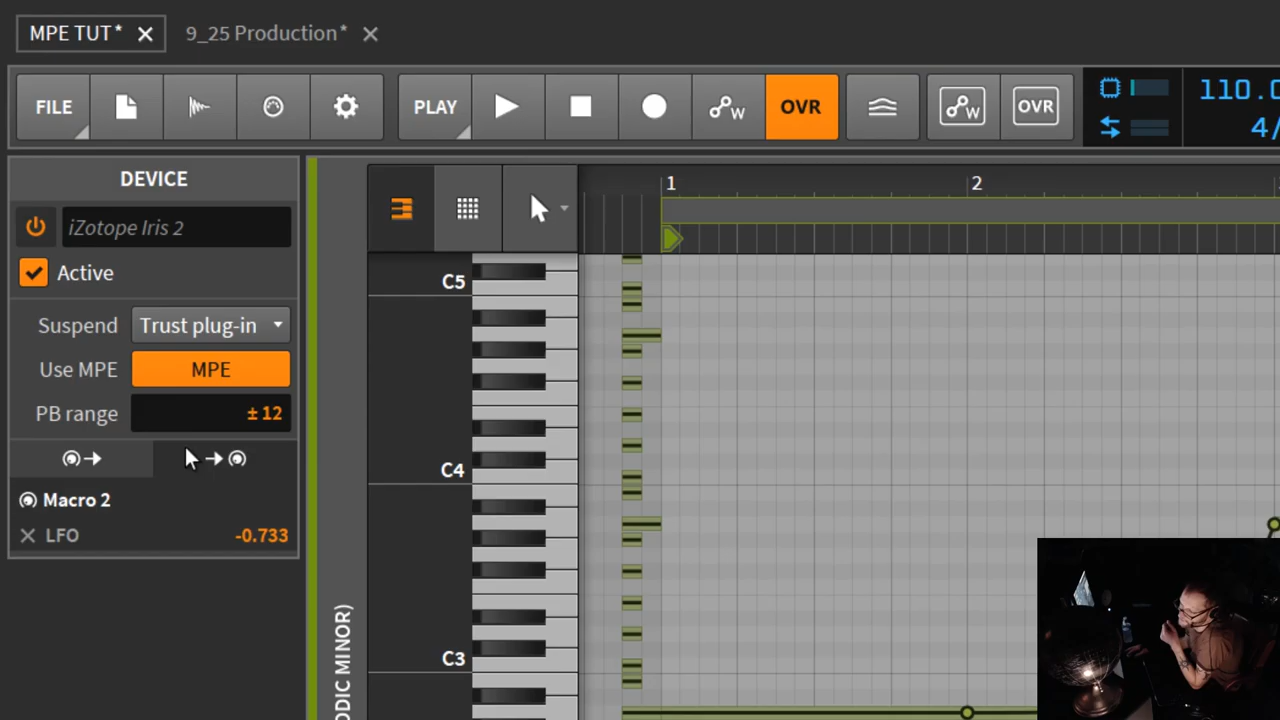 MPE TUT*
9_25 Production*
FILE
PLAY
OVR
W
W
OVR
110.0
4/
DEVICE
iZotope Iris 2
Active
Suspend Trust plug-in
Use MPE MPE
PB range ± 12
Macro 2
LFO -0.733
1 2
C5
C4
C3
ODIC MINOR)